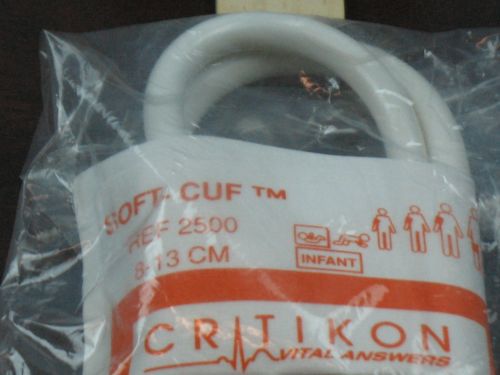 SOFT-CUF™
REF 2500
8-13 CM
INFANT
CRITIKON
VITAL ANSWERS